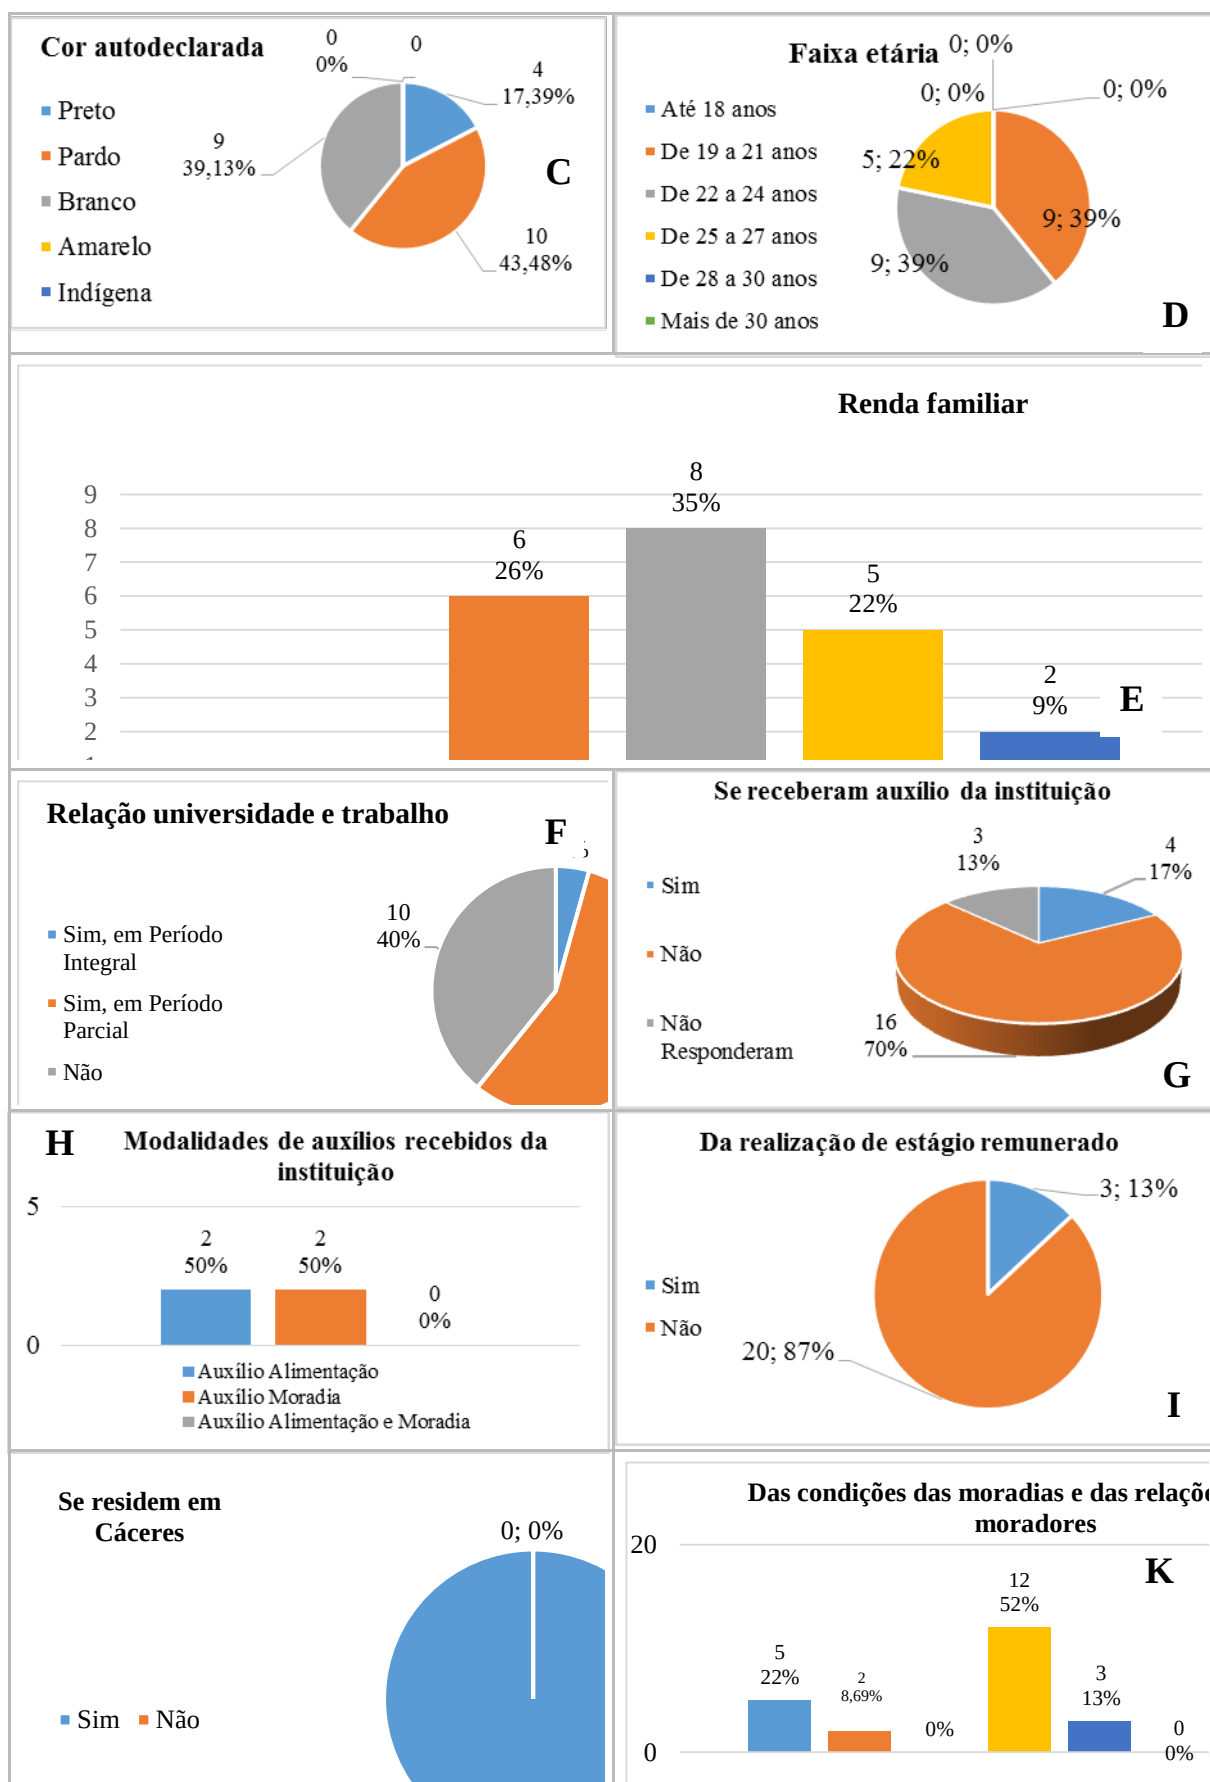 Cor autodeclarada
0
0%
0
4
17,39%
Preto
Pardo
Branco
Amarelo
Indígena
9
39,13%
C
10
43,48%
Faixa etária
0; 0%
0; 0%
0; 0%
Até 18 anos
De 19 a 21 anos
De 22 a 24 anos
De 25 a 27 anos
De 28 a 30 anos
Mais de 30 anos
5; 22%
9; 39%
9; 39%
D
Renda familiar
9
8
7
6
5
4
3
2
6
26%
8
35%
5
22%
2
9%
E
Relação universidade e trabalho
F
10
40%
Sim, em Período
Integral
Sim, em Período
Parcial
Não
Se receberam auxílio da instituição
3
13%
4
17%
Sim
Não
Não
Responderam
16
70%
G
H
Modalidades de auxílios recebidos da
instituição
5
0
2
50%
2
50%
0
0%
Auxílio Alimentação
Auxílio Moradia
Auxílio Alimentação e Moradia
Da realização de estágio remunerado
3; 13%
Sim
Não
20; 87%
I
Se residem em
Cáceres
0; 0%
Sim
Não
Das condições das moradias e das relaçõe
moradores
20
0
K
5
22%
2
8,69%
0%
12
52%
3
13%
0
0%